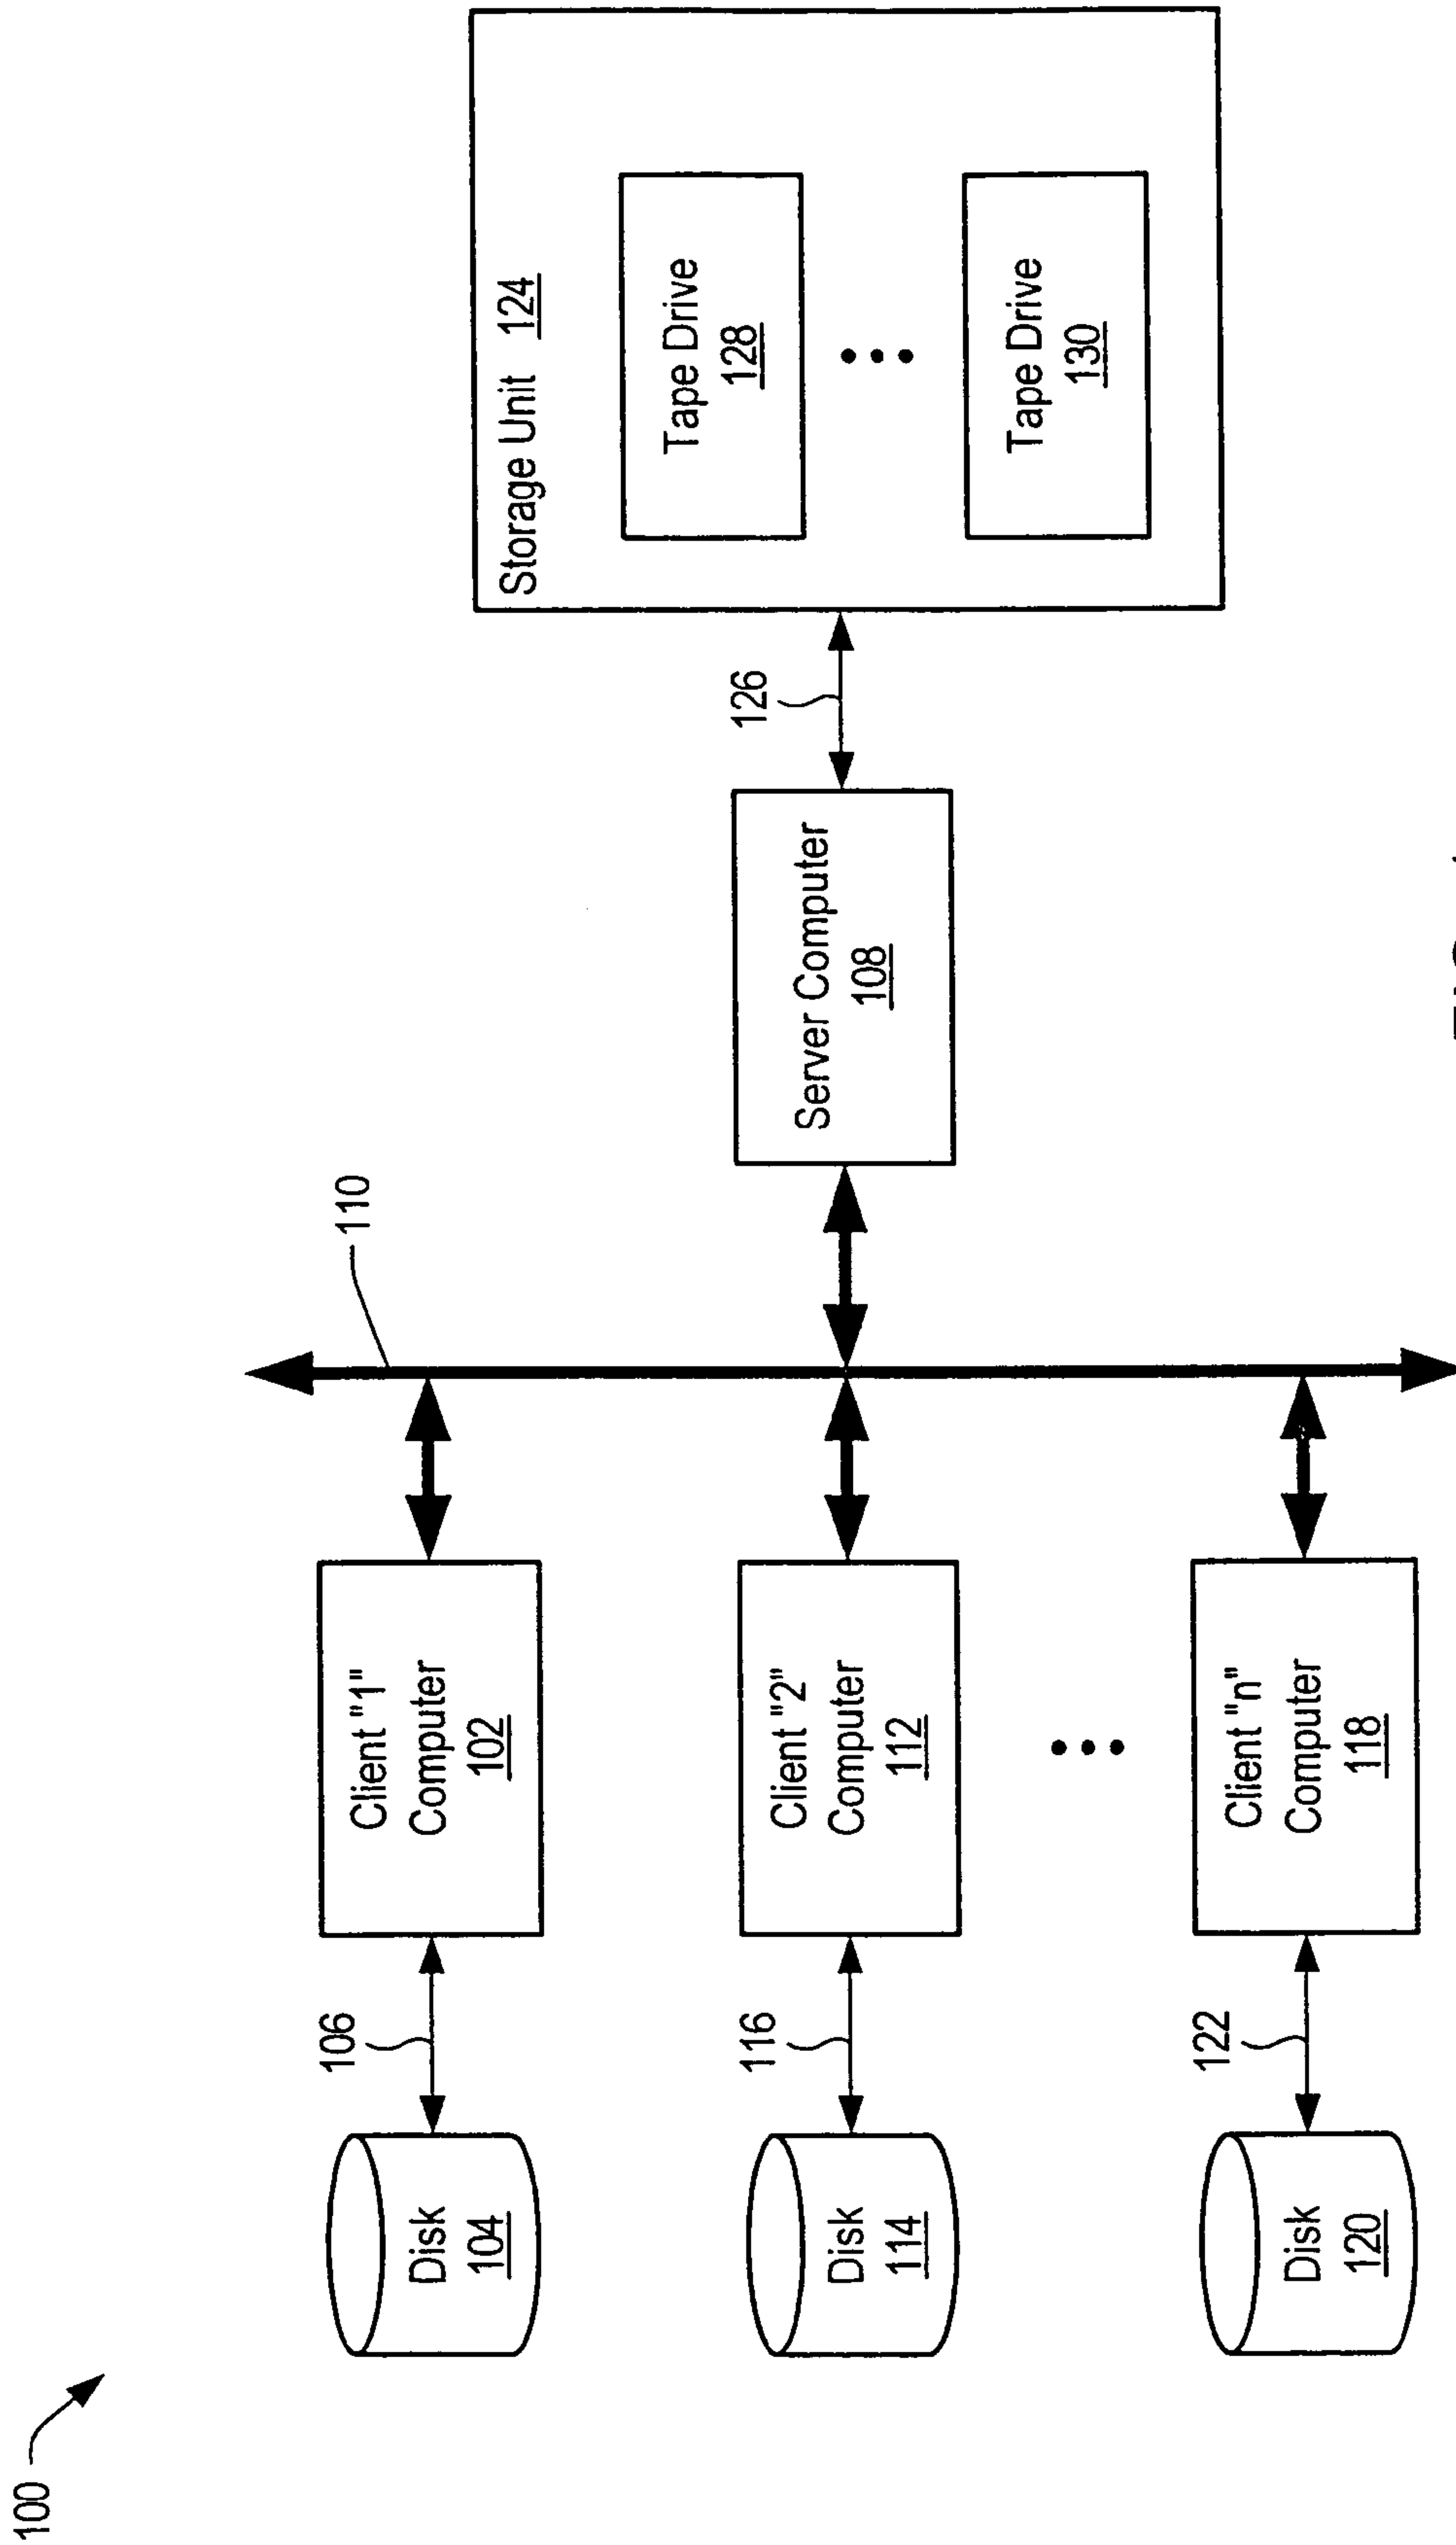 100
110
Disk
104
106
Client "1"
Computer
102
Disk
114
116
Client "2"
Computer
112
Disk
120
122
Client "n"
Computer
118
Server Computer
108
126
Storage Unit 124
Tape Drive
128
Tape Drive
130